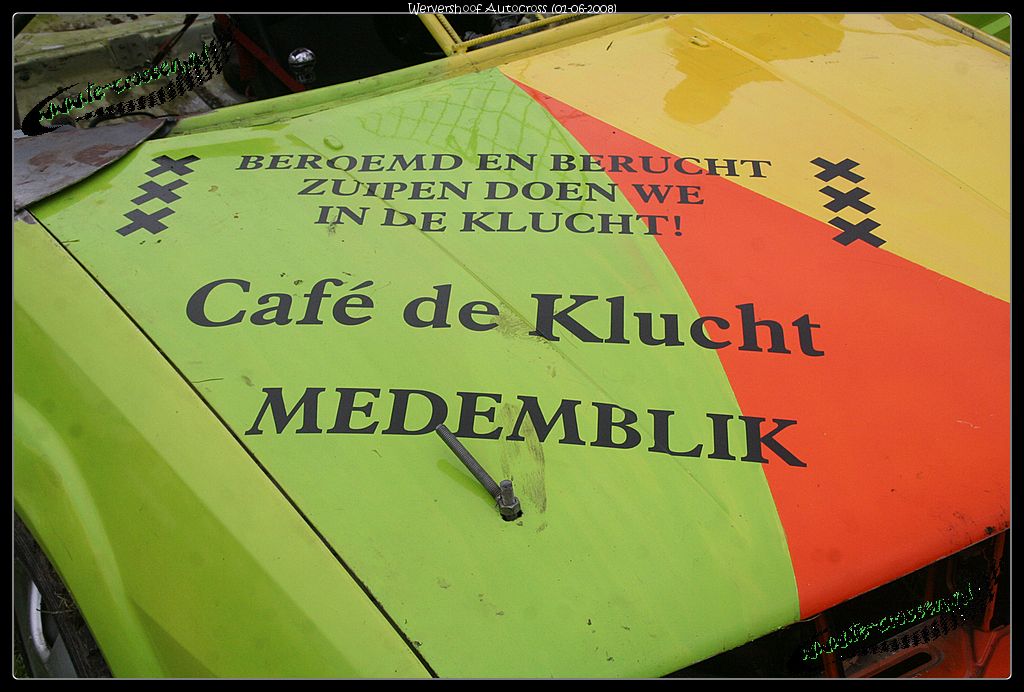 Wervershoof Autocross (01-06-2008)
BEROEMD EN BERUCHT
ZUIPEN DOEN WE
IN DE KLUCHT!
Café de Klucht
MEDEMBLIK